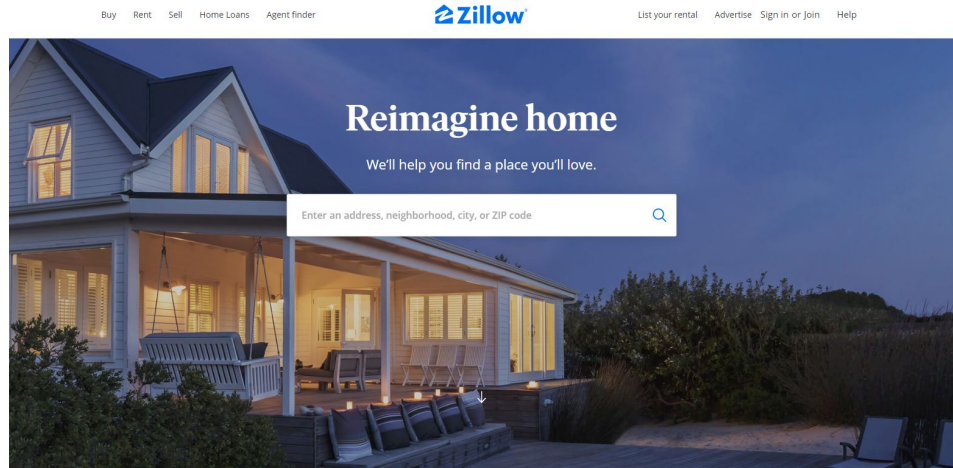 Buy Rent Sell Home Loans Agent finder Zillow List your rental Advertise Sign in or Join Help
Reimagine home
We'll help you find a place you'll love.
Enter an address, neighborhood, city, or ZIP code